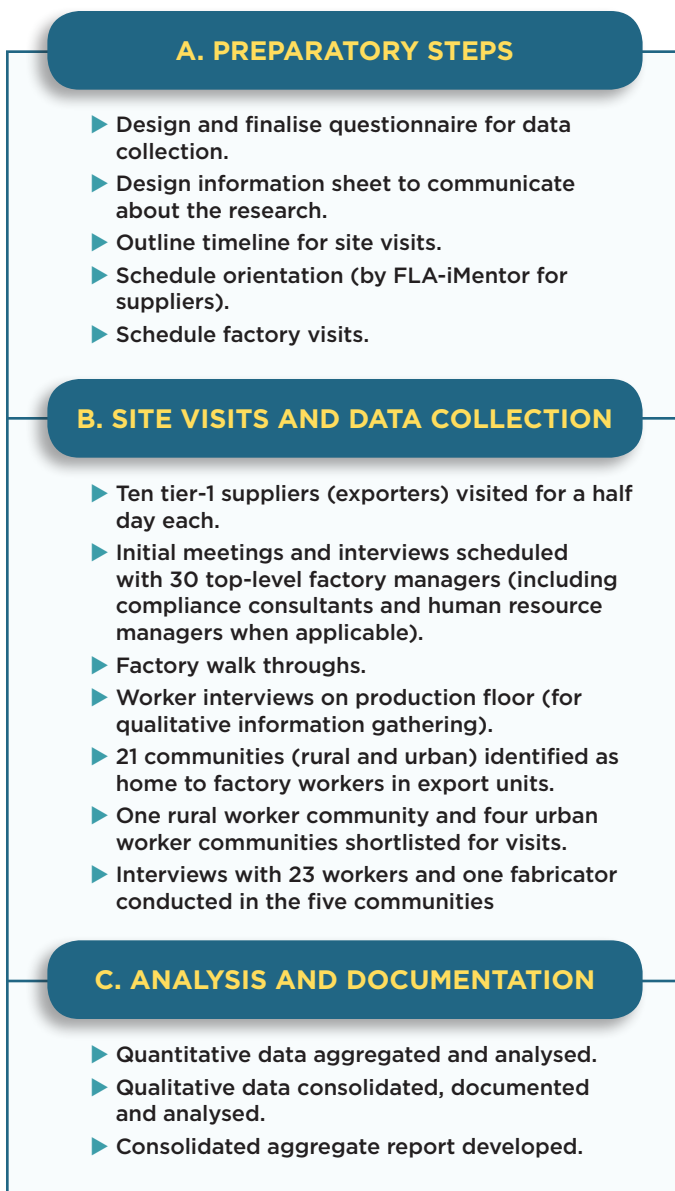 A. PREPARATORY STEPS
Design and finalise questionnaire for data
collection.
Design information sheet to communicate
about the research.
Outline timeline for site visits.
Schedule orientation (by FLA-iMentor for
suppliers).
Schedule factory visits.
B. SITE VISITS AND DATA COLLECTION
Ten tier-1 suppliers (exporters) visited for a half
day each.
Initial meetings and interviews scheduled
with 30 top-level factory managers (including
compliance consultants and human resource
managers when applicable).
Factory walk throughs.
Worker interviews on production floor (for
qualitative information gathering).
21 communities (rural and urban) identified as
home to factory workers in export units.
One rural worker community and four urban
worker communities shortlisted for visits.
Interviews with 23 workers and one fabricator
conducted in the five communities
C. ANALYSIS AND DOCUMENTATION
Quantitative data aggregated and analysed.
Qualitative data consolidated, documented
and analysed.
Consolidated aggregate report developed.